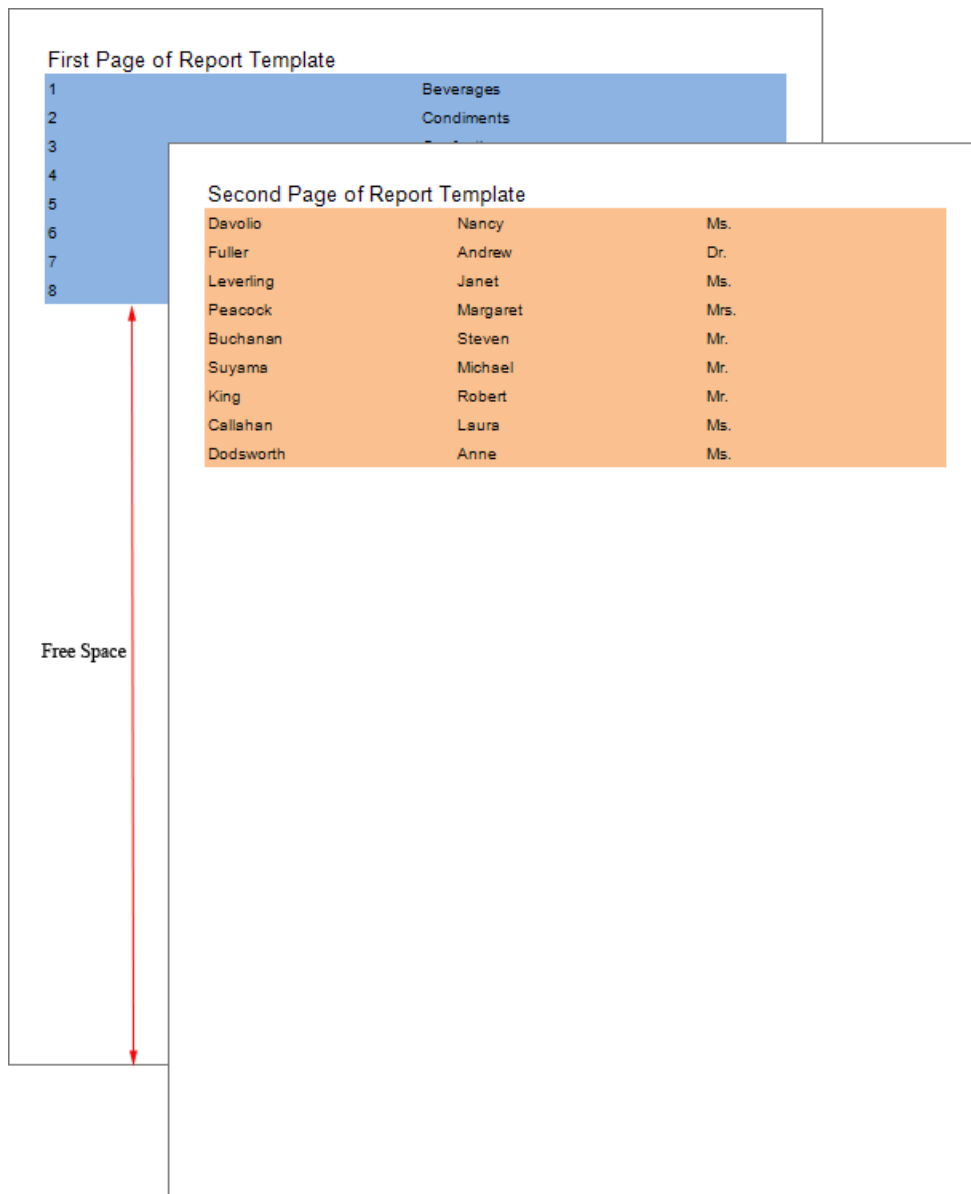 First Page of Report Template
1 Beverages
2 Condiments
3
4
5
6
7
8
Free Space
Second Page of Report Template
Davolio Nancy Ms.
Fuller Andrew Dr.
Leverling Janet Ms.
Peacock Margaret Mrs.
Buchanan Steven Mr.
Suyama Michael Mr.
King Robert Mr.
Callahan Laura Ms.
Dodsworth Anne Ms.